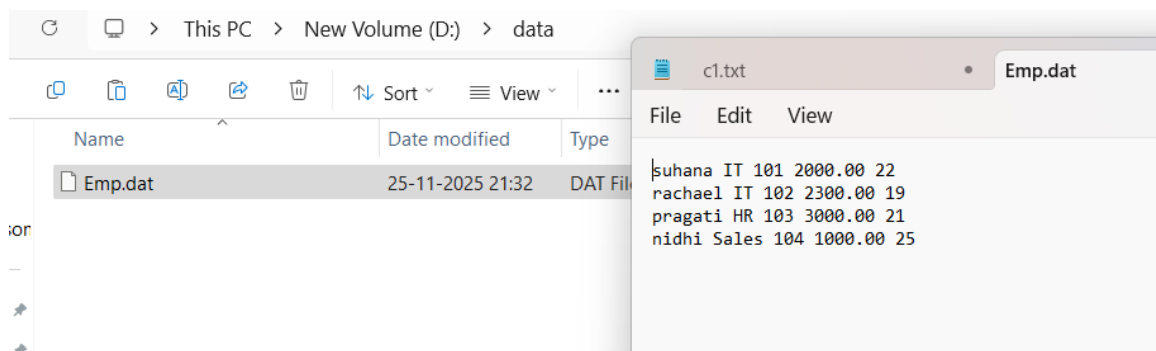 This PC > New Volume (D:) > data
Sort View ...
Name Date modified Type
Emp.dat 25-11-2025 21:32 DAT
c1.txt Emp.dat
File Edit View
suhana IT 101 2000.00 22
rachael IT 102 2300.00 19
pragati HR 103 3000.00 21
nidhi Sales 104 1000.00 25